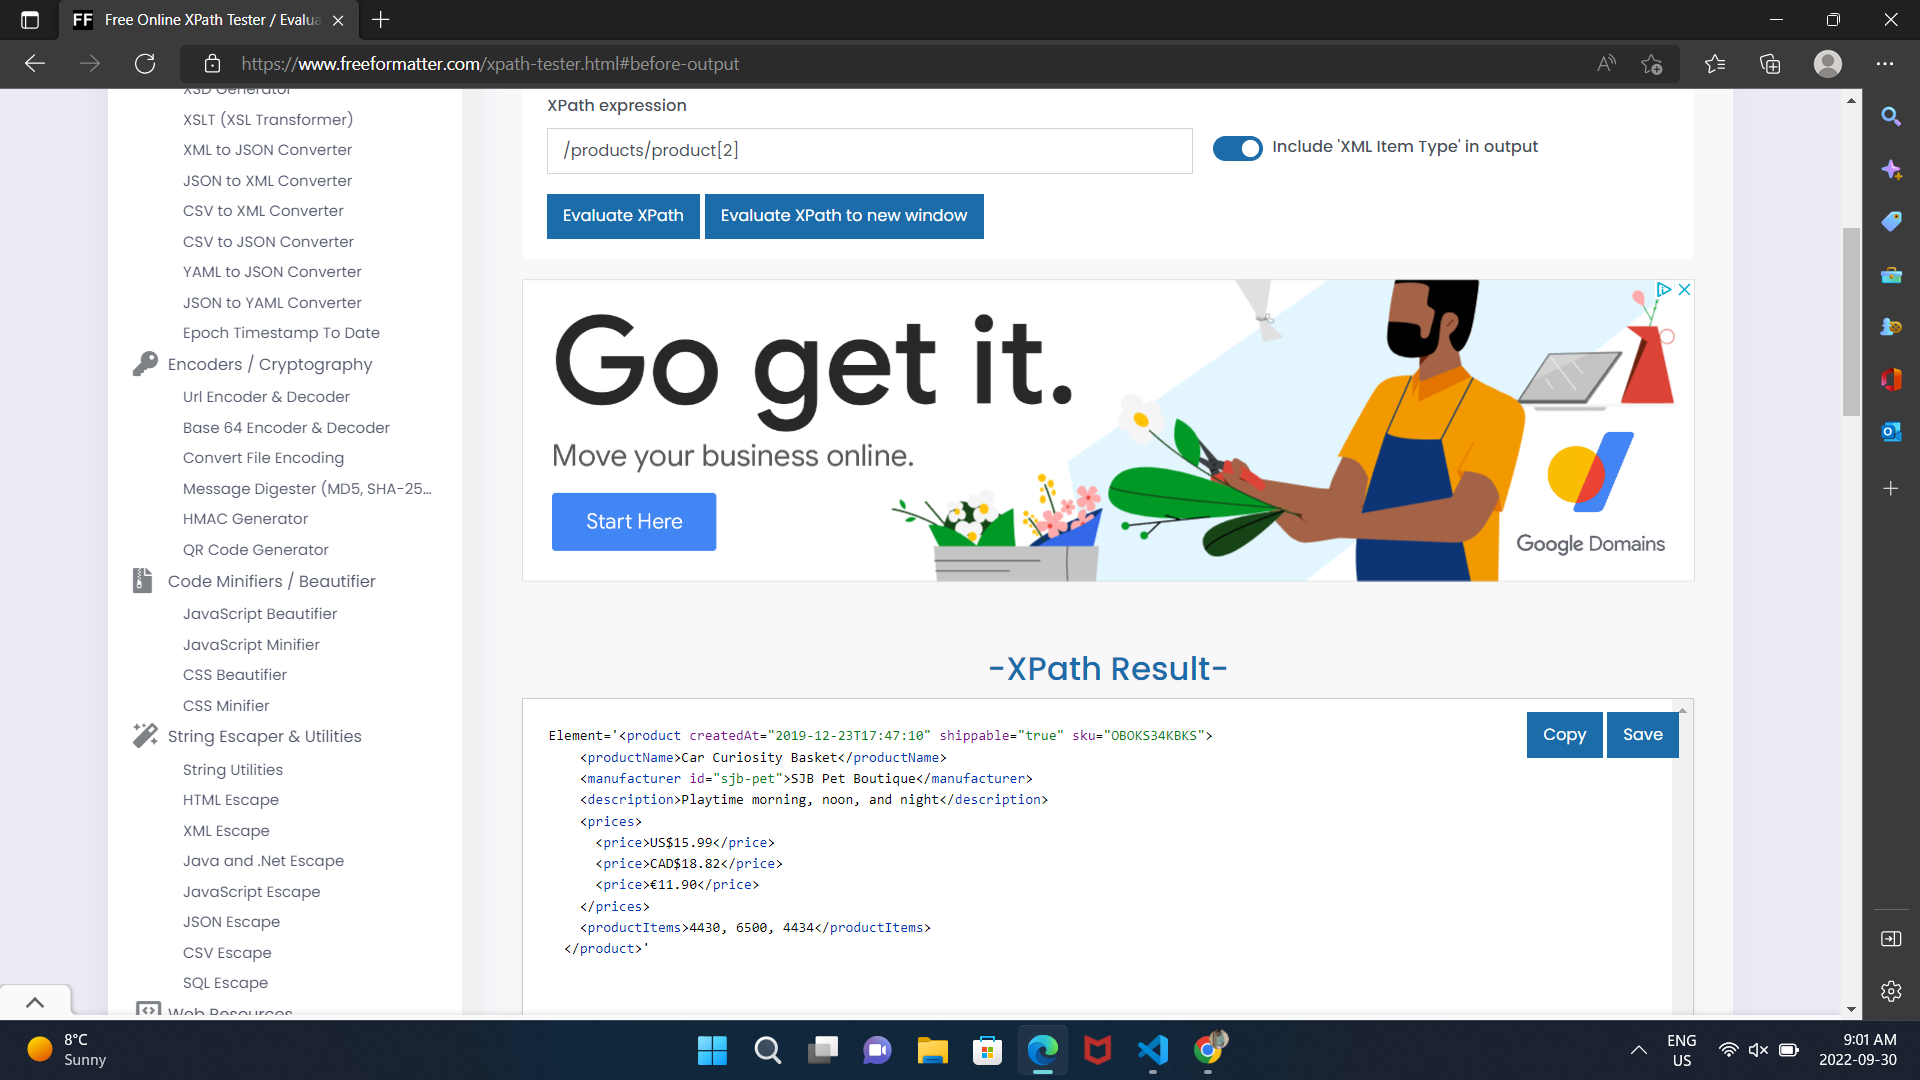 FF Free Online XPath Tester / Evalua
https://www.freeformatter.com/xpath-tester.html#before-output
XSD Generator
XSLT (XSL Transformer)
XML to JSON Converter
JSON to XML Converter
CSV to XML Converter
CSV to JSON Converter
YAML to JSON Converter
JSON to YAML Converter
Epoch Timestamp To Date
Encoders / Cryptography
Url Encoder & Decoder
Base 64 Encoder & Decoder
Convert File Encoding
Message Digester (MD5, SHA-25...
HMAC Generator
QR Code Generator
Code Minifiers / Beautifier
JavaScript Beautifier
JavaScript Minifier
CSS Beautifier
CSS Minifier
String Escaper & Utilities
String Utilities
HTML Escape
XML Escape
Java and .Net Escape
JavaScript Escape
JSON Escape
CSV Escape
SQL Escape
Web Resources
XPath expression
/products/product[2]
Include 'XML Item Type' in output
Evaluate XPath
Evaluate XPath to new window
Go get it.
Move your business online.
Start Here
Google Domains
-XPath Result-
Copy
Save
Element='<product createdAt="2019-12-23T17:47:10" shippable="true" sku="OBOKS34KBKS">
<productName>Car Curiosity Basket</productName>
<manufacturer id="sjb-pet">SJB Pet Boutique</manufacturer>
<description>Playtime morning, noon, and night</description>
<prices>
<price>US$15.99</price>
<price>CAD$18.82</price>
<price>€11.90</price>
</prices>
<productItems>4430, 6500, 4434</productItems>
</product>'
8°C
Sunny
ENG
US
9:01 AM
2022-09-30